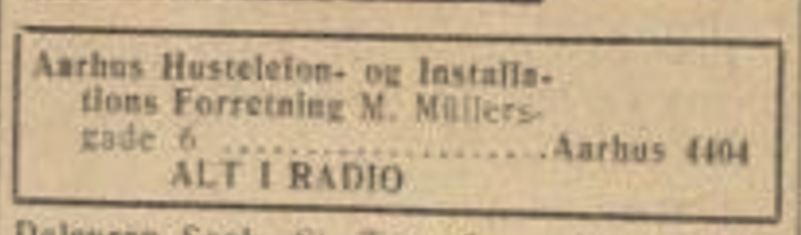 Aarhus Hustelefon- og Installa-
tions Forretning M. Müllers-
gade 6 ....................Aarhus 4404
ALT I RADIO